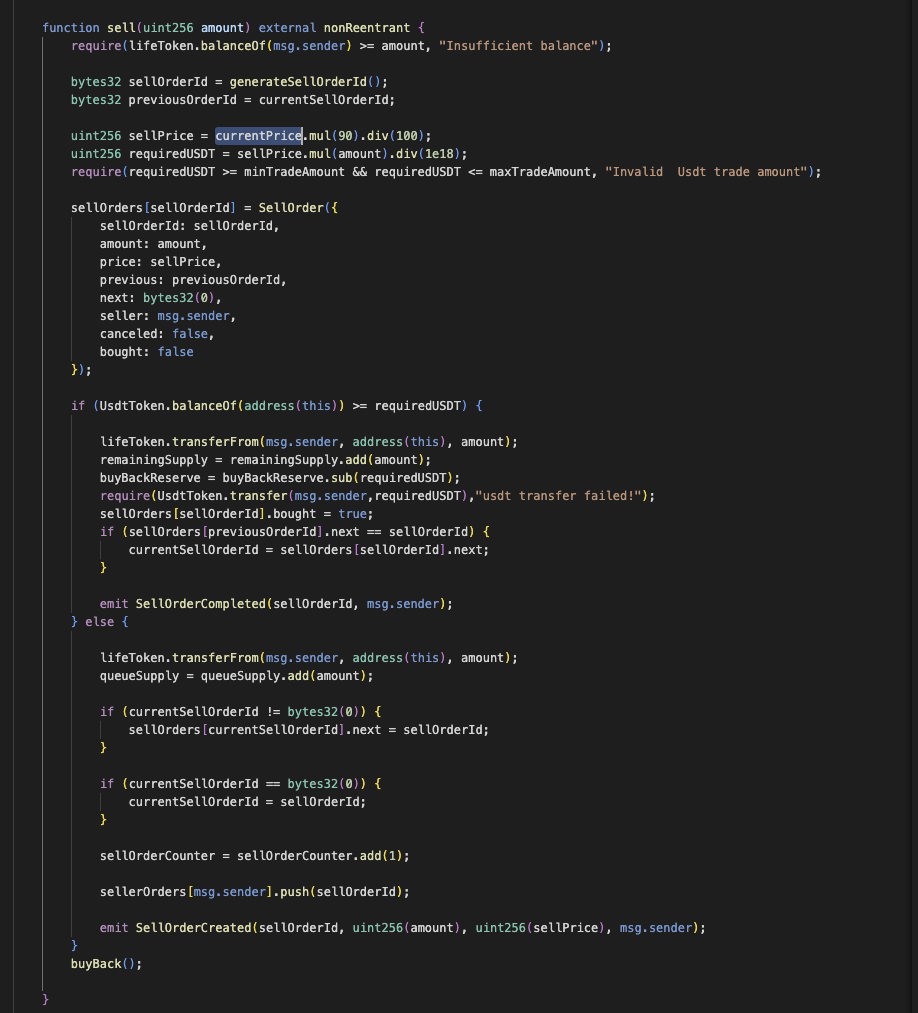 function sell(uint256 amount) external nonReentrant {
require(lifeToken.balanceOf(msg.sender) >= amount, "Insufficient balance");
bytes32 sellOrderId = generateSellOrderId();
bytes32 previousOrderId = currentSellOrderId;
uint256 sellPrice = currentPrice.mul(90).div(100);
uint256 requiredUSDT = sellPrice.mul(amount).div(1e18);
require(requiredUSDT >= minTradeAmount && requiredUSDT <= maxTradeAmount, "Invalid  Usdt trade amount");
sellOrders[sellOrderId] = SellOrder({
sellOrderId: sellOrderId,
amount: amount,
price: sellPrice,
previous: previousOrderId,
next: bytes32(0),
seller: msg.sender,
canceled: false,
bought: false
});
if (UsdtToken.balanceOf(address(this)) >= requiredUSDT) {
lifeToken.transferFrom(msg.sender, address(this), amount);
remainingSupply = remainingSupply.add(amount);
buyBackReserve = buyBackReserve.sub(requiredUSDT);
require(UsdtToken.transfer(msg.sender,requiredUSDT),"usdt transfer failed!");
sellOrders[sellOrderId].bought = true;
if (sellOrders[previousOrderId].next == sellOrderId) {
currentSellOrderId = sellOrders[sellOrderId].next;
}
emit SellOrderCompleted(sellOrderId, msg.sender);
} else {
lifeToken.transferFrom(msg.sender, address(this), amount);
queueSupply = queueSupply.add(amount);
if (currentSellOrderId != bytes32(0)) {
sellOrders[currentSellOrderId].next = sellOrderId;
}
if (currentSellOrderId == bytes32(0)) {
currentSellOrderId = sellOrderId;
}
sellOrderCounter = sellOrderCounter.add(1);
sellerOrders[msg.sender].push(sellOrderId);
emit SellOrderCreated(sellOrderId, uint256(amount), uint256(sellPrice), msg.sender);
}
buyBack();
}